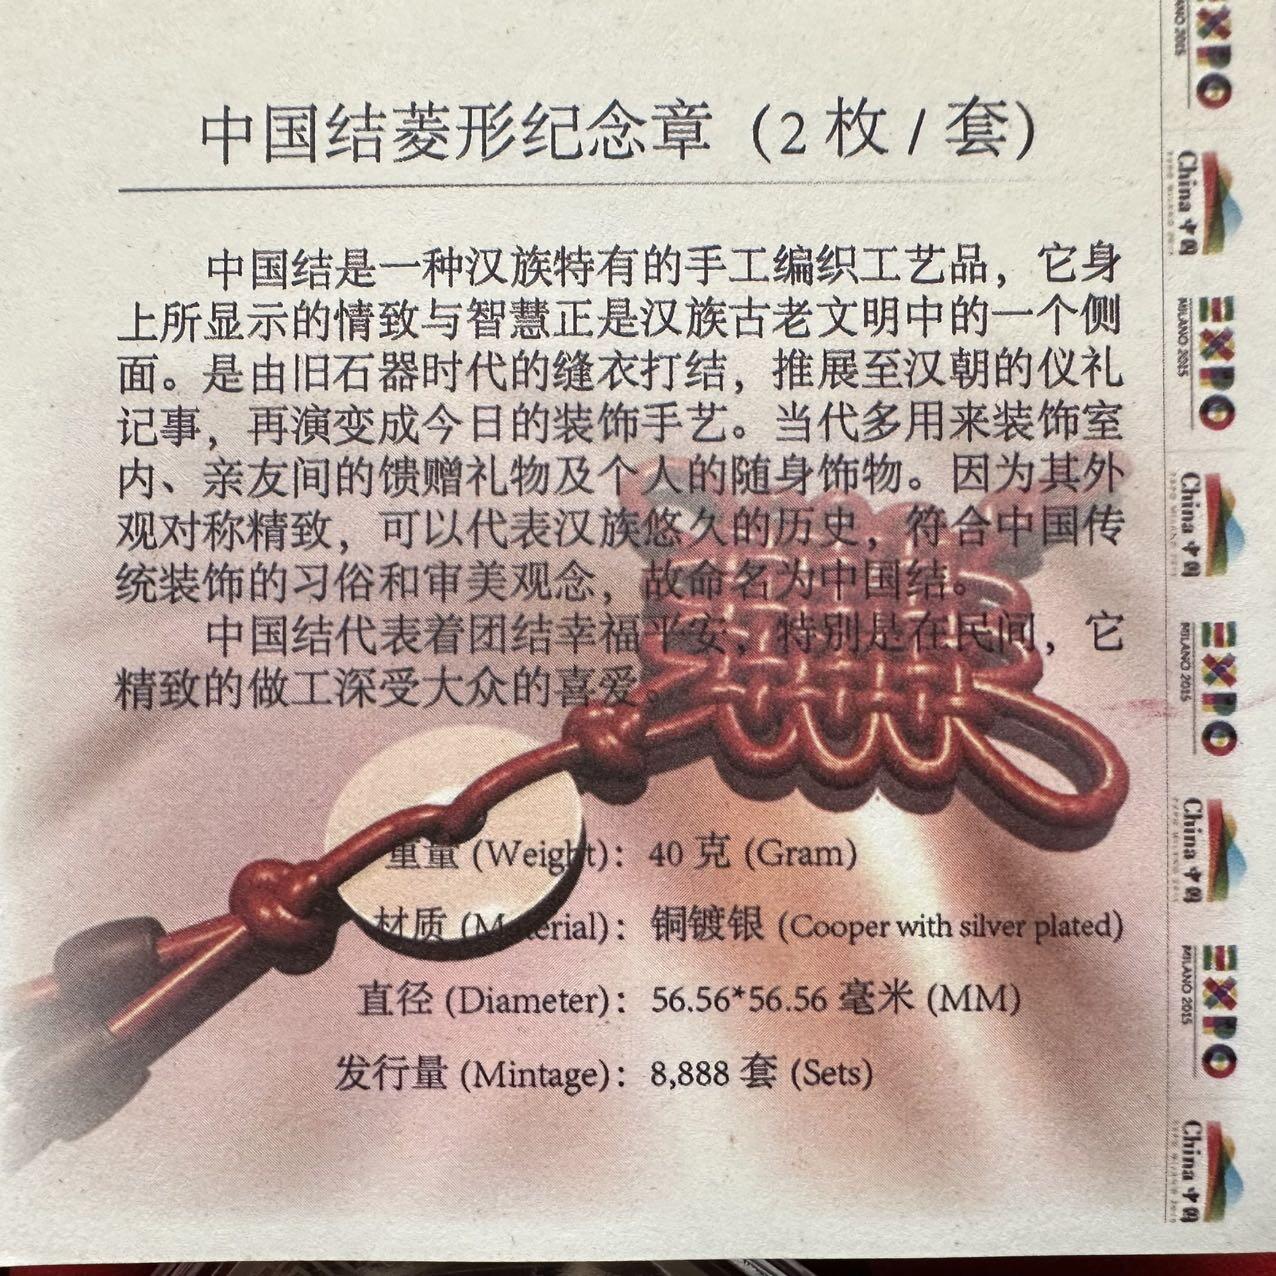 中国结菱形纪念章（2 枚 / 套）
中国结是一种汉族特有的手工编织工艺品，它身
上所显示的情致与智慧正是汉族古老文明中的一个侧
面。是由旧石器时代的缝衣打结，推展至汉朝的仪礼
记事，再演变成今日的装饰手艺。当代多用来装饰室
内、亲友间的馈赠礼物及个人的随身饰物。因为其外
观对称精致，可以代表汉族悠久的历史，符合中国传
统装饰的习俗和审美观念，故命名为中国结。
中国结代表着团结幸福平安，特别是在民间，它
精致的做工深受大众的喜爱。
重量 (Weight)：40 克 (Gram)
材质 (Material)：铜镀银 (Cooper with silver plated)
直径 (Diameter)：56.56*56.56 毫米 (MM)
发行量 (Mintage)：8,888 套 (Sets)
EXPO
MILANO 2015
China 中国
EXPO
MILANO 2015
China 中国
EXPO
MILANO 2015
China 中国
EXPO
MILANO 2015
China 中国